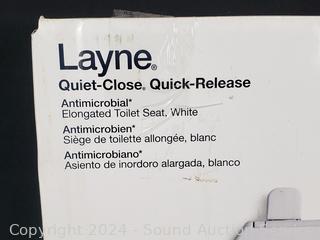 Layne®
Quiet-Close® Quick-Release
Antimicrobial*
Elongated Toilet Seat, White
Antimicrobien*
Siège de toilette allongée, blanc
Antimicrobiano*
Asiento de inordoro alargada, blanco
Copyright 2024 - Sound Auction